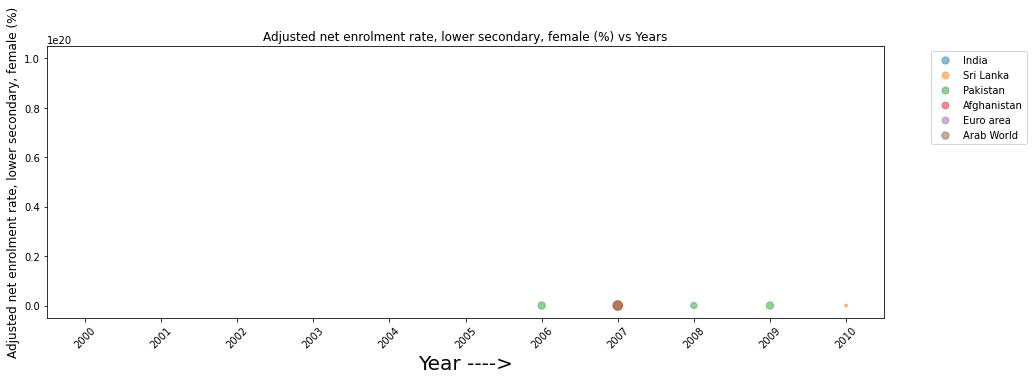 Adjusted net enrolment rate, lower secondary, female (%) vs Years
1e20
Adjusted net enrolment rate, lower secondary, female (%)
1.0
0.8
0.6
0.4
0.2
0.0
2000 2001 2002 2003 2004 2005 2006 2007 2008 2009 2010
Year ---->
India
Sri Lanka
Pakistan
Afghanistan
Euro area
Arab World